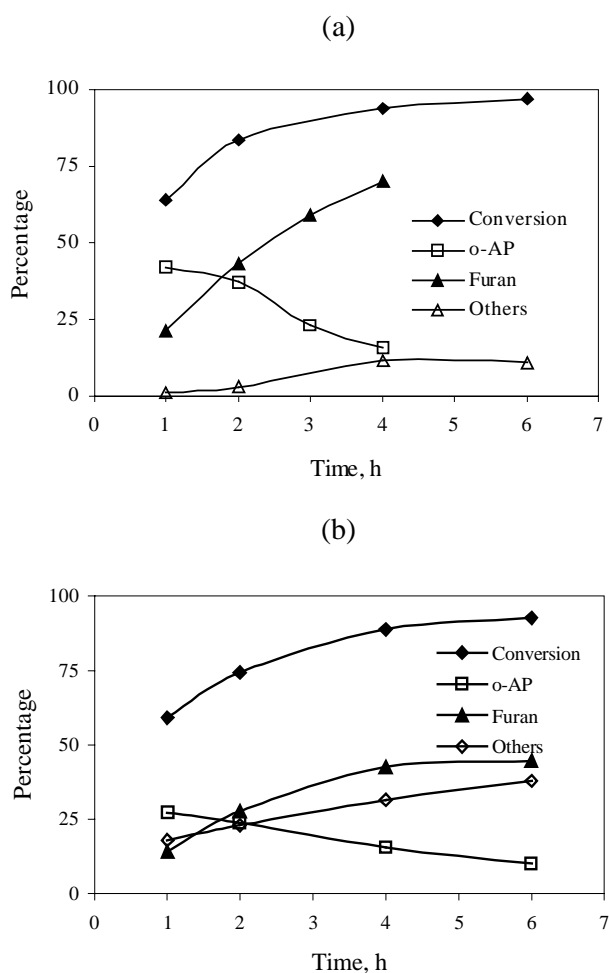 (a)
100
75
50
25
0
Percentage
0 1 2 3 4 5 6 7
Time, h
Conversion
o-AP
Furan
Others
(b)
100
75
50
25
0
Percentage
0 1 2 3 4 5 6 7
Time, h
Conversion
o-AP
Furan
Others